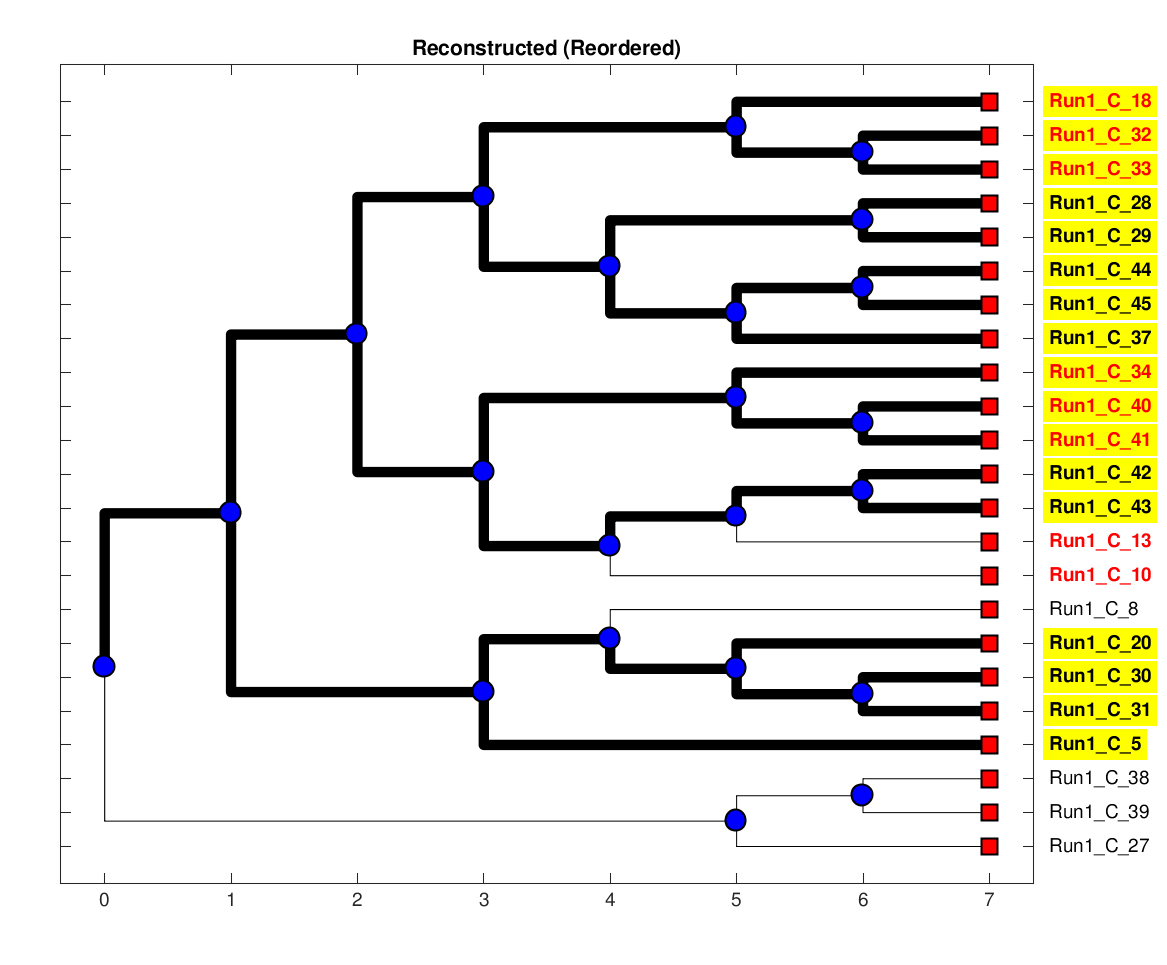 Reconstructed (Reordered)
Run1_C_18
Run1_C_32
Run1_C_33
Run1_C_28
Run1_C_29
Run1_C_44
Run1_C_45
Run1_C_37
Run1_C_34
Run1_C_40
Run1_C_41
Run1_C_42
Run1_C_43
Run1_C_13
Run1_C_10
Run1_C_8
Run1_C_20
Run1_C_30
Run1_C_31
Run1_C_5
Run1_C_38
Run1_C_39
Run1_C_27
0 1 2 3 4 5 6 7